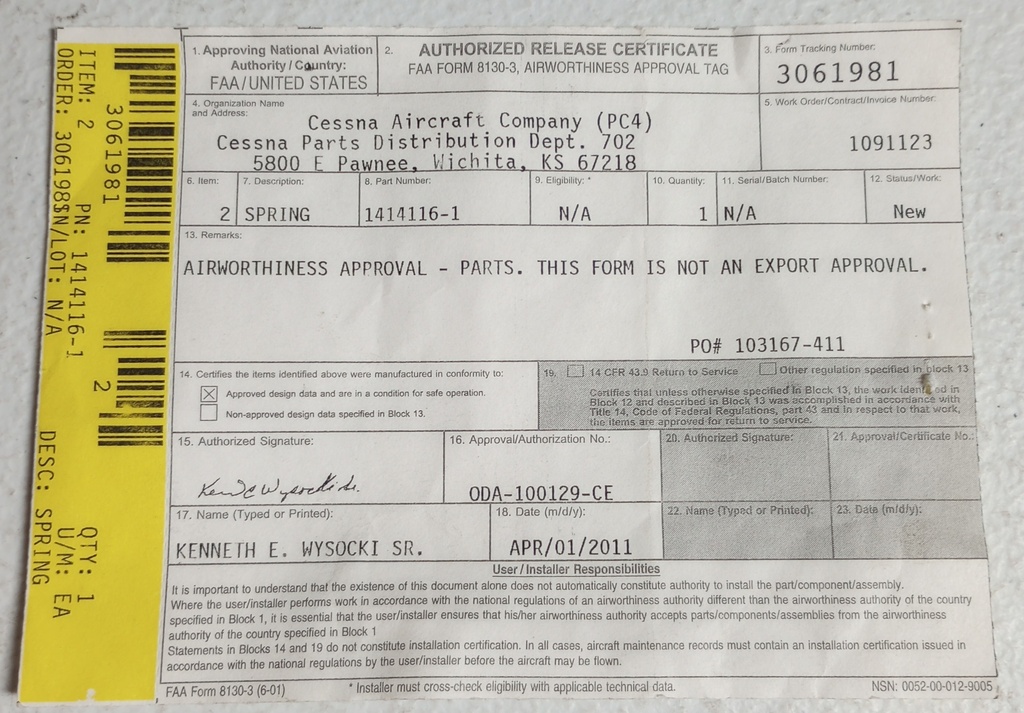 ITEM: 2 PN: 1414116-1 QTY: 1
ORDER: 3061981 SN/LOT: N/A U/M: EA
DESC: SPRING
3061981
2
1. Approving National Aviation
Authority / Country:
FAA/UNITED STATES
2. AUTHORIZED RELEASE CERTIFICATE
FAA FORM 8130-3, AIRWORTHINESS APPROVAL TAG
3. Form Tracking Number:
3061981
4. Organization Name
and Address:
Cessna Aircraft Company (PC4)
Cessna Parts Distribution Dept. 702
5800 E Pawnee, Wichita, KS 67218
5. Work Order/Contract/Invoice Number:
1091123
6. Item: 7. Description: 8. Part Number: 9. Eligibility: * 10. Quantity: 11. Serial/Batch Number: 12. Status/Work:
2 SPRING 1414116-1 N/A 1 N/A New
13. Remarks:
AIRWORTHINESS APPROVAL - PARTS. THIS FORM IS NOT AN EXPORT APPROVAL.
PO# 103167-411
14. Certifies the items identified above were manufactured in conformity to:
Approved design data and are in a condition for safe operation.
Non-approved design data specified in Block 13.
19. 14 CFR 43.9 Return to Service Other regulation specified in block 13
Certifies that unless otherwise specified in Block 13, the work identified in
Block 12 and described in Block 13 was accomplished in accordance with
Title 14, Code of Federal Regulations, part 43 and in respect to that work,
the items are approved for return to service.
15. Authorized Signature: 16. Approval/Authorization No.: 20. Authorized Signature: 21. Approval/Certificate No.:
ODA-100129-CE
17. Name (Typed or Printed): 18. Date (m/d/y): 22. Name (Typed or Printed): 23. Date (m/d/y):
KENNETH E. WYSOCKI SR. APR/01/2011
User / Installer Responsibilities
It is important to understand that the existence of this document alone does not automatically constitute authority to install the part/component/assembly.
Where the user/installer performs work in accordance with the national regulations of an airworthiness authority different than the airworthiness authority of the country
specified in Block 1, it is essential that the user/installer ensures that his/her airworthiness authority accepts parts/components/assemblies from the airworthiness
authority of the country specified in Block 1
Statements in Blocks 14 and 19 do not constitute installation certification. In all cases, aircraft maintenance records must contain an installation certification issued in
accordance with the national regulations by the user/installer before the aircraft may be flown.
FAA Form 8130-3 (6-01) * Installer must cross-check eligibility with applicable technical data. NSN: 0052-00-012-9005